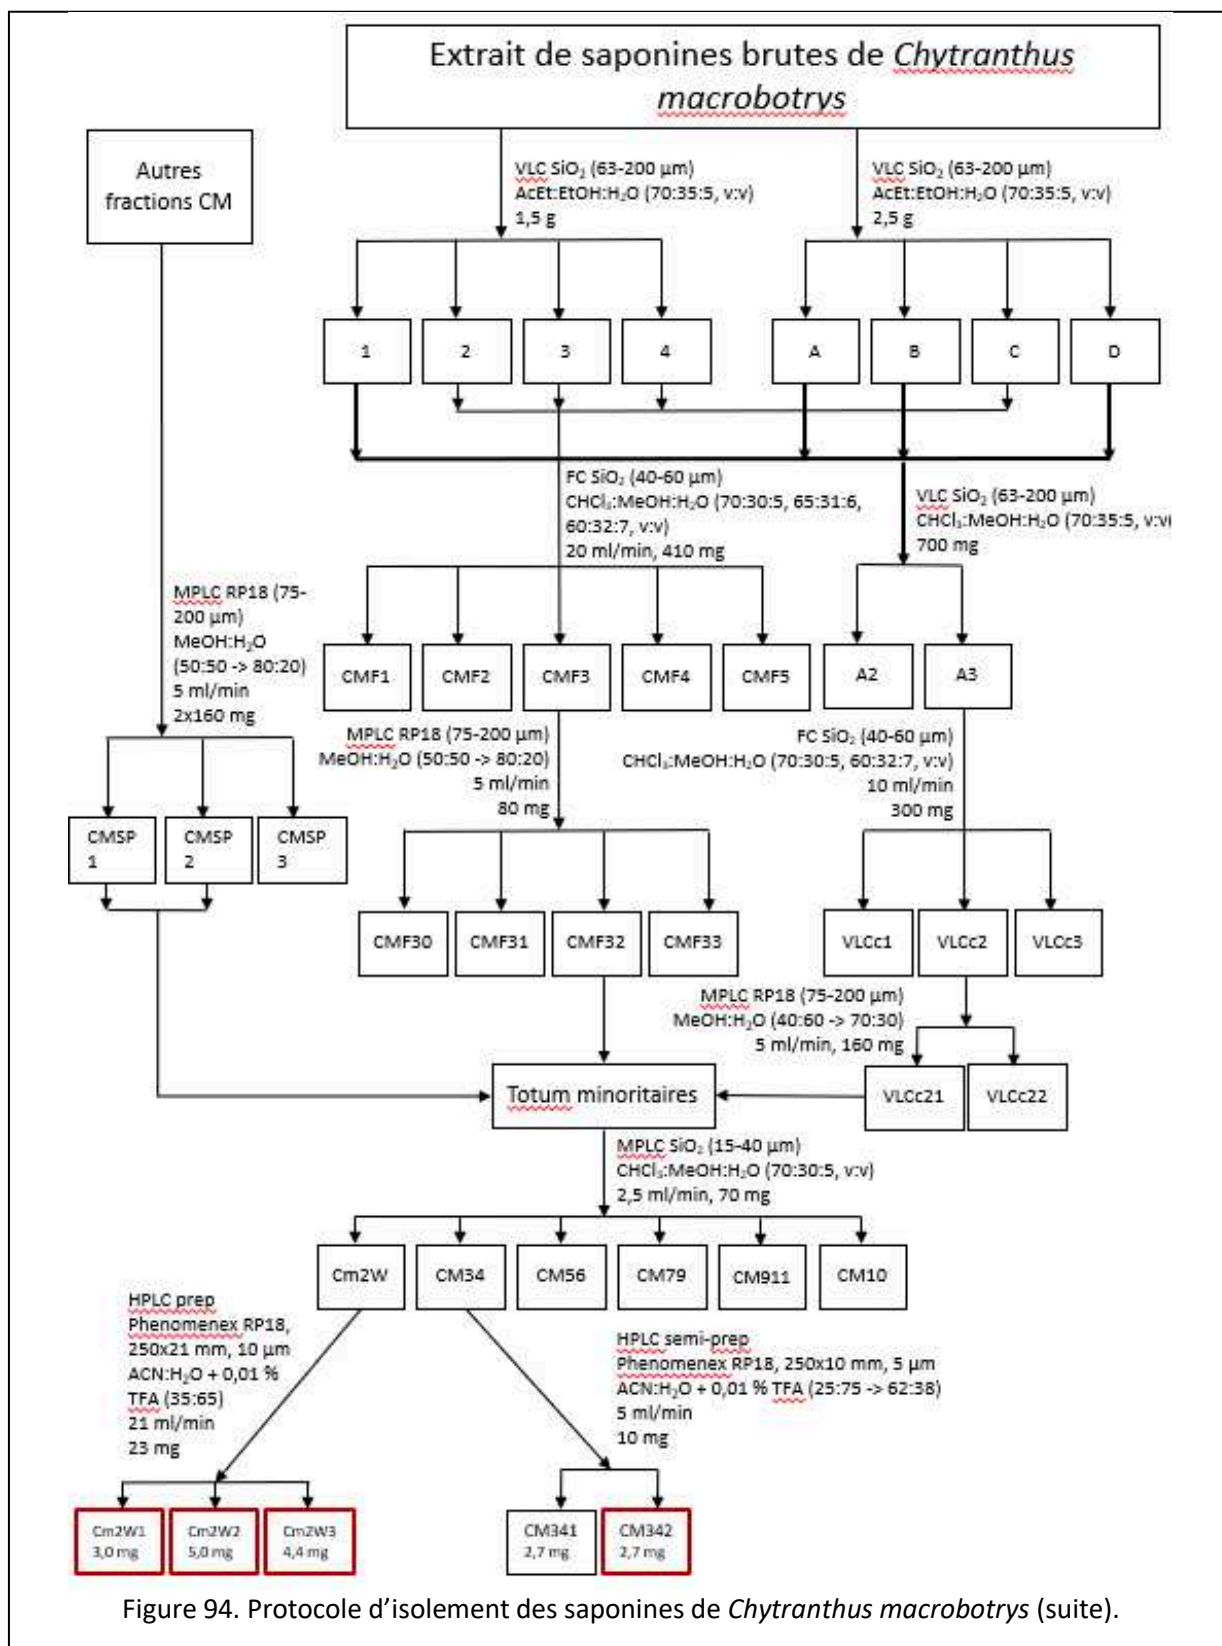 Extrait de saponines brutes de Chytranthus
macrobotrys
Autres
fractions CM
VLC SiO₂ (63-200 µm)
AcEt:EtOH:H₂O (70:35:5, v:v)
1,5 g
VLC SiO₂ (63-200 µm)
AcEt:EtOH:H₂O (70:35:5, v:v)
2,5 g
1
2
3
4
A
B
C
D
FC SiO₂ (40-60 µm)
CHCl₃:MeOH:H₂O (70:30:5, 65:31:6,
60:32:7, v:v)
20 ml/min, 410 mg
VLC SiO₂ (63-200 µm)
CHCl₃:MeOH:H₂O (70:35:5, v:v
700 mg
MPLC RP18 (75-
200 µm)
MeOH:H₂O
(50:50 -> 80:20)
5 ml/min
2x160 mg
CMF1
CMF2
CMF3
CMF4
CMF5
A2
A3
MPLC RP18 (75-200 µm)
MeOH:H₂O (50:50 -> 80:20)
5 ml/min
80 mg
FC SiO₂ (40-60 µm)
CHCl₃:MeOH:H₂O (70:30:5, 60:32:7, v:v)
10 ml/min
300 mg
CMSP
1
CMSP
2
CMSP
3
CMF30
CMF31
CMF32
CMF33
VLCc1
VLCc2
VLCc3
MPLC RP18 (75-200 µm)
MeOH:H₂O (40:60 -> 70:30)
5 ml/min, 160 mg
Totum minoritaires
VLCc21
VLCc22
MPLC SiO₂ (15-40 µm)
CHCl₃:MeOH:H₂O (70:30:5, v:v)
2,5 ml/min, 70 mg
Cm2W
CM34
CM56
CM79
CM911
CM10
HPLC prep
Phenomenex RP18,
250x21 mm, 10 µm
ACN:H₂O + 0,01 %
TFA (35:65)
21 ml/min
23 mg
HPLC semi-prep
Phenomenex RP18, 250x10 mm, 5 µm
ACN:H₂O + 0,01 % TFA (25:75 -> 62:38)
5 ml/min
10 mg
Cm2W1
3,0 mg
Cm2W2
5,0 mg
Cm2W3
4,4 mg
CM341
2,7 mg
CM342
2,7 mg
Figure 94. Protocole d’isolement des saponines de Chytranthus macrobotrys (suite).